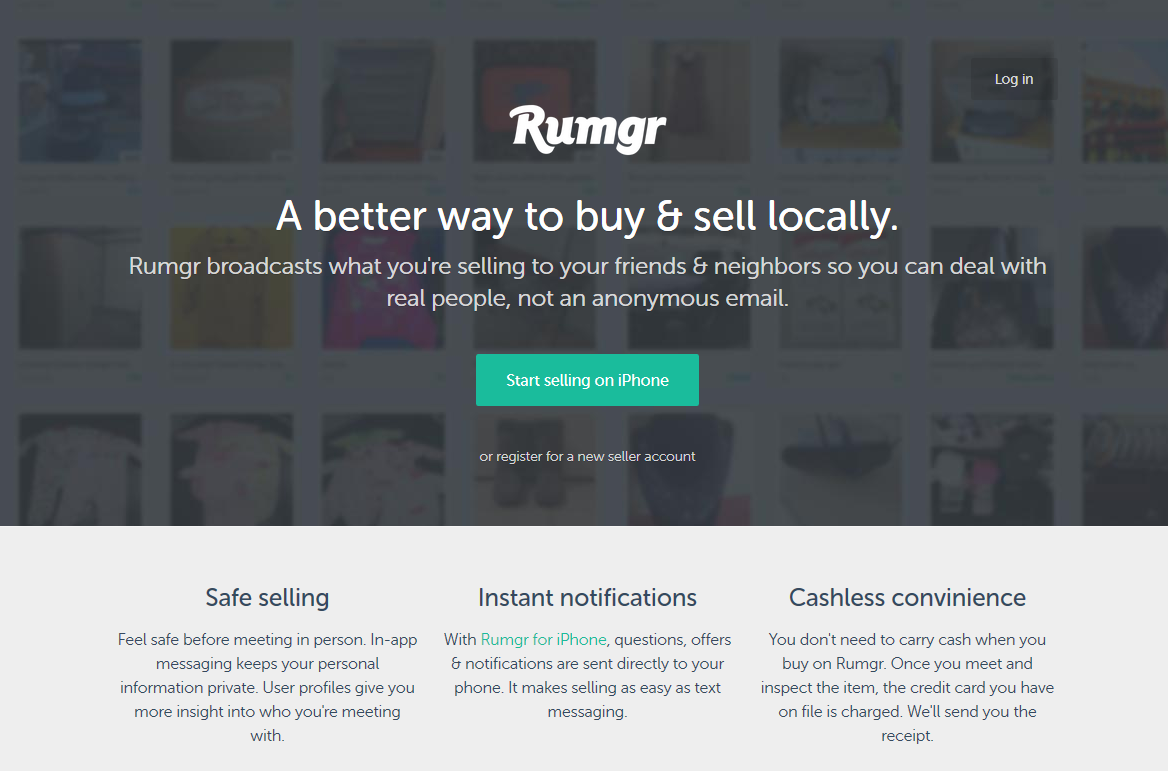 Log in
Rumgr
A better way to buy & sell locally.
Rumgr broadcasts what you're selling to your friends & neighbors so you can deal with
real people, not an anonymous email.
Start selling on iPhone
or register for a new seller account
Safe selling
Feel safe before meeting in person. In-app
messaging keeps your personal
information private. User profiles give you
more insight into who you're meeting
with.
Instant notifications
With Rumgr for iPhone, questions, offers
& notifications are sent directly to your
phone. It makes selling as easy as text
messaging.
Cashless convinience
You don't need to carry cash when you
buy on Rumgr. Once you meet and
inspect the item, the credit card you have
on file is charged. We'll send you the
receipt.